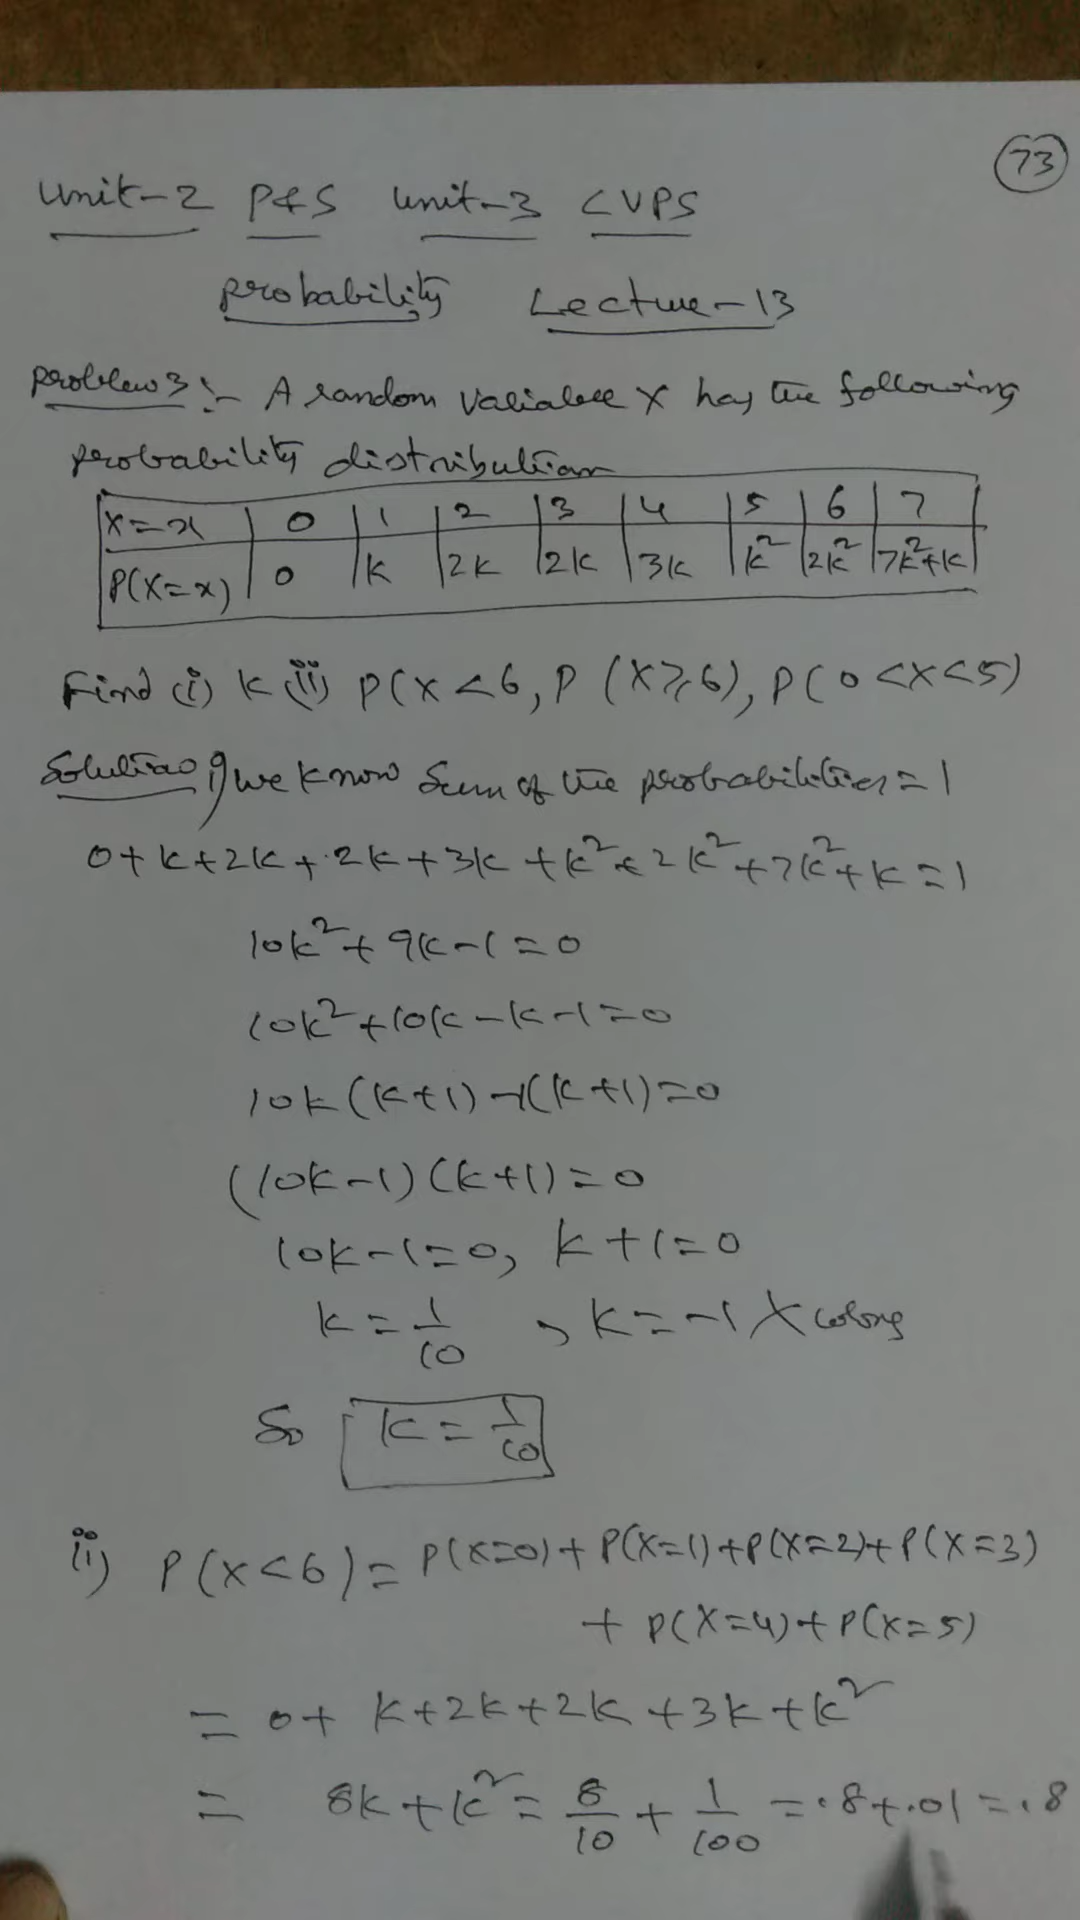 73
Unit-2 P&S Unit-3 CVPS
probability Lecture-13
Problem 3:- A random variable X has the following
probability distribution
X=x 0 1 2 3 4 5 6 7
P(X=x) 0 k 2k 2k 3k k² 2k² 7k²+k
Find (i) k (ii) P(X<6, P(X≥6), P(0<X<5)
Solution i) we know Sum of the probabilities = 1
0+k+2k+2k+3k+k²+2k²+7k²+k=1
10k²+9k-1=0
10k²+10k-k-1=0
10k(k+1)-1(k+1)=0
(10k-1)(k+1)=0
10k-1=0, k+1=0
k=1/10, k=-1 X wrong
So k=1/10
ii) P(X<6)=P(X=0)+P(X=1)+P(X=2)+P(X=3)
+P(X=4)+P(X=5)
= 0+k+2k+2k+3k+k²
= 8k+k²=8/10+1/100=.8+.01=.8